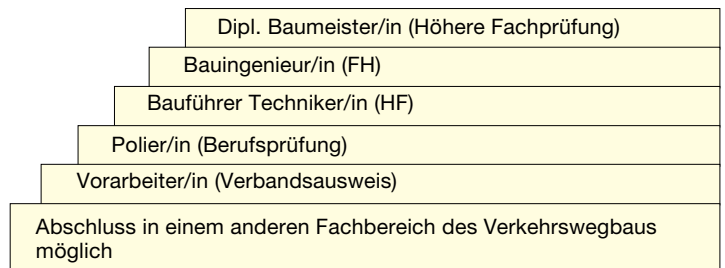 Dipl. Baumeister/in (Höhere Fachprüfung)
Bauingenieur/in (FH)
Bauführer Techniker/in (HF)
Polier/in (Berufsprüfung)
Vorarbeiter/in (Verbandsausweis)
Abschluss in einem anderen Fachbereich des Verkehrswegbaus
möglich